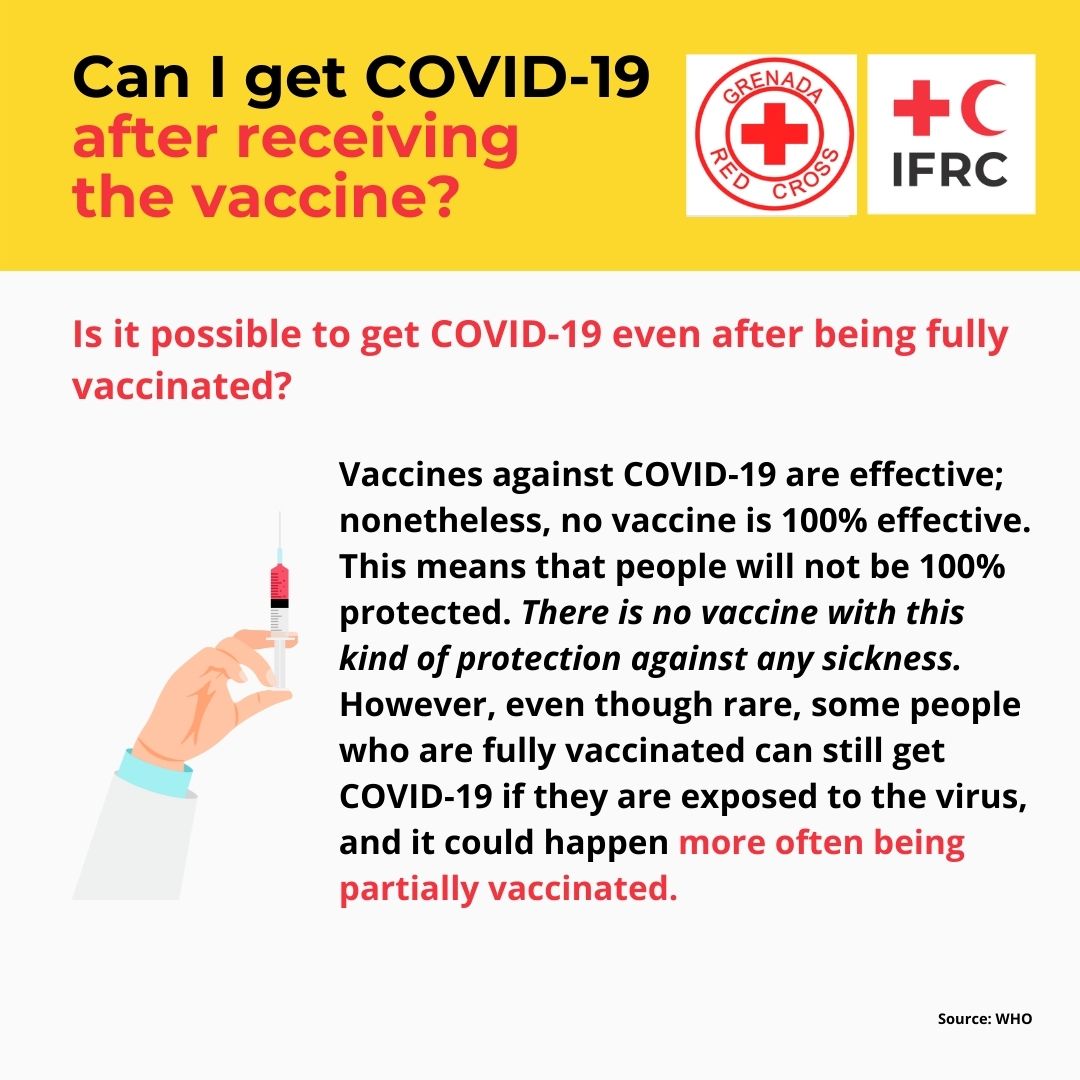 Can I get COVID-19
after receiving
the vaccine?
GRENADA
RED CROSS
IFRC
Is it possible to get COVID-19 even after being fully
vaccinated?
Vaccines against COVID-19 are effective;
nonetheless, no vaccine is 100% effective.
This means that people will not be 100%
protected. There is no vaccine with this
kind of protection against any sickness.
However, even though rare, some people
who are fully vaccinated can still get
COVID-19 if they are exposed to the virus,
and it could happen more often being
partially vaccinated.
Source: WHO